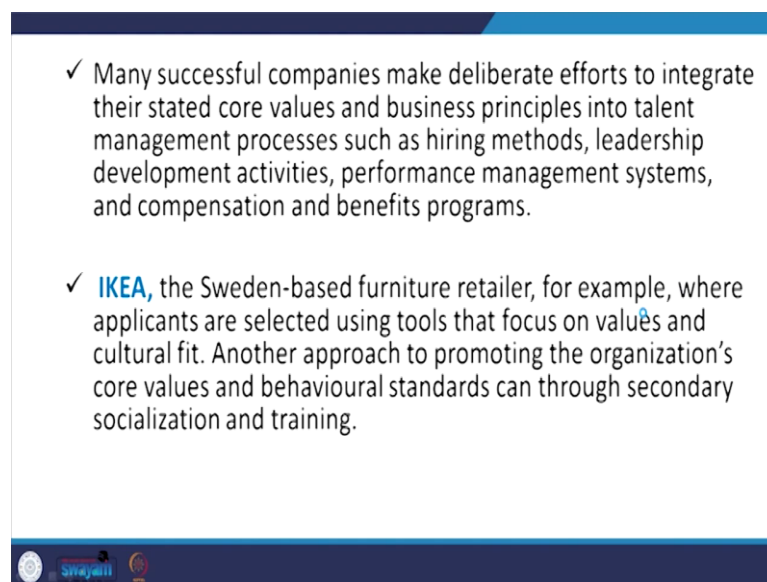 ✓ Many successful companies make deliberate efforts to integrate
their stated core values and business principles into talent
management processes such as hiring methods, leadership
development activities, performance management systems,
and compensation and benefits programs.
✓ IKEA, the Sweden-based furniture retailer, for example, where
applicants are selected using tools that focus on values and
cultural fit. Another approach to promoting the organization's
core values and behavioural standards can through secondary
socialization and training.
swayam